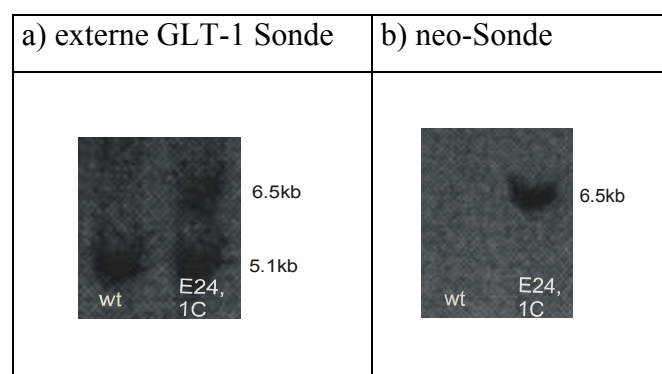 a) externe GLT-1 Sonde
b) neo-Sonde
6.5kb
5.1kb
wt
E24,
1C
6.5kb
wt
E24,
1C